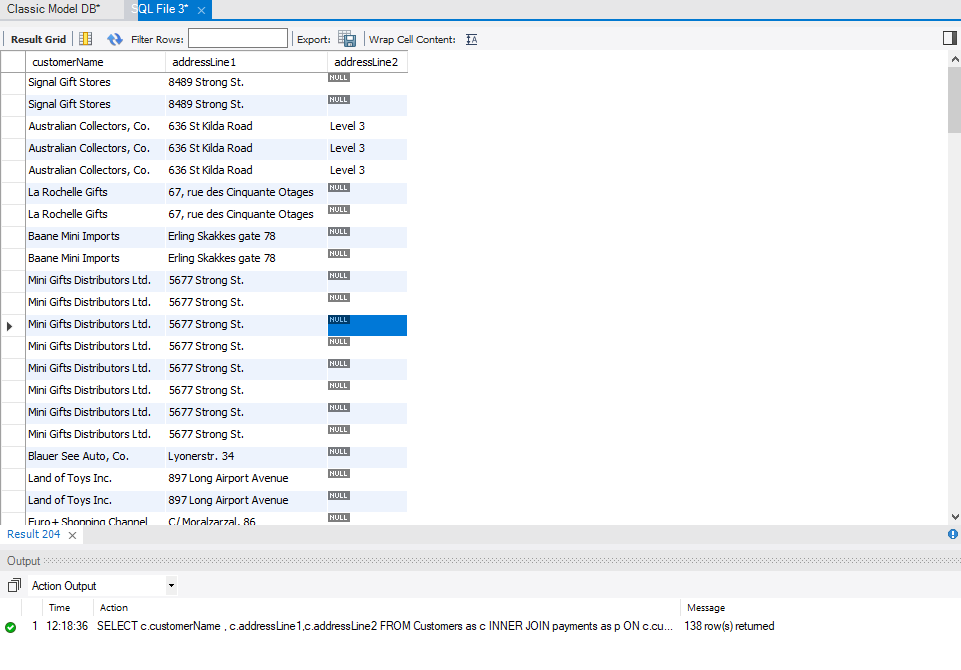 Classic Model DB* SQL File 3*
Result Grid Filter Rows: Export: Wrap Cell Content: IA
customerName addressLine1 addressLine2
Signal Gift Stores 8489 Strong St. NULL
Signal Gift Stores 8489 Strong St. NULL
Australian Collectors, Co. 636 St Kilda Road Level 3
Australian Collectors, Co. 636 St Kilda Road Level 3
Australian Collectors, Co. 636 St Kilda Road Level 3
La Rochelle Gifts 67, rue des Cinquante Otages NULL
La Rochelle Gifts 67, rue des Cinquante Otages NULL
Baane Mini Imports Erling Skakkes gate 78 NULL
Baane Mini Imports Erling Skakkes gate 78 NULL
Mini Gifts Distributors Ltd. 5677 Strong St. NULL
Mini Gifts Distributors Ltd. 5677 Strong St. NULL
Mini Gifts Distributors Ltd. 5677 Strong St. NULL
Mini Gifts Distributors Ltd. 5677 Strong St. NULL
Mini Gifts Distributors Ltd. 5677 Strong St. NULL
Mini Gifts Distributors Ltd. 5677 Strong St. NULL
Mini Gifts Distributors Ltd. 5677 Strong St. NULL
Mini Gifts Distributors Ltd. 5677 Strong St. NULL
Blauer See Auto, Co. Lyonerstr. 34 NULL
Land of Toys Inc. 897 Long Airport Avenue NULL
Land of Toys Inc. 897 Long Airport Avenue NULL
Euro+ Shopping Channel C/ Moralzarzal, 86 NULL
Result 204
Output
Action Output
Time Action Message
1 12:18:36 SELECT c.customerName , c.addressLine1,c.addressLine2 FROM Customers as c INNER JOIN payments as p ON c.cu... 138 row(s) returned